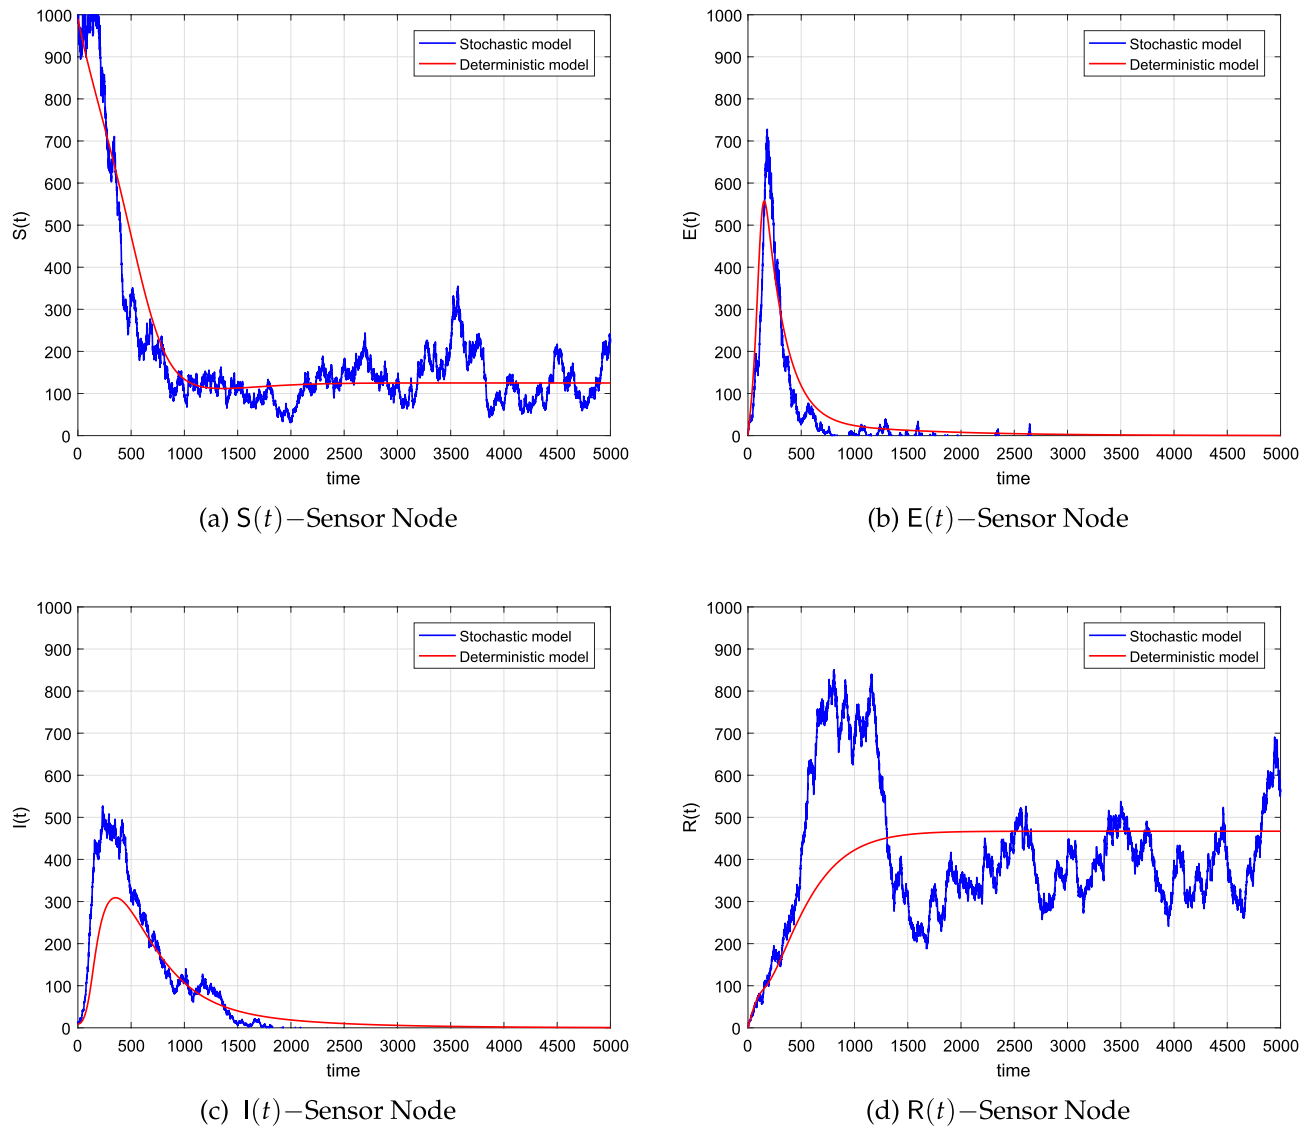 1000
900
800
700
600
500
400
300
200
100
0
S(t)
Stochastic model
Deterministic model
0 500 1000 1500 2000 2500 3000 3500 4000 4500 5000
time
(a) S(t)−Sensor Node
1000
900
800
700
600
500
400
300
200
100
0
E(t)
Stochastic model
Deterministic model
0 500 1000 1500 2000 2500 3000 3500 4000 4500 5000
time
(b) E(t)−Sensor Node
1000
900
800
700
600
500
400
300
200
100
0
I(t)
Stochastic model
Deterministic model
0 500 1000 1500 2000 2500 3000 3500 4000 4500 5000
time
(c) I(t)−Sensor Node
1000
900
800
700
600
500
400
300
200
100
0
R(t)
Stochastic model
Deterministic model
0 500 1000 1500 2000 2500 3000 3500 4000 4500 5000
time
(d) R(t)−Sensor Node